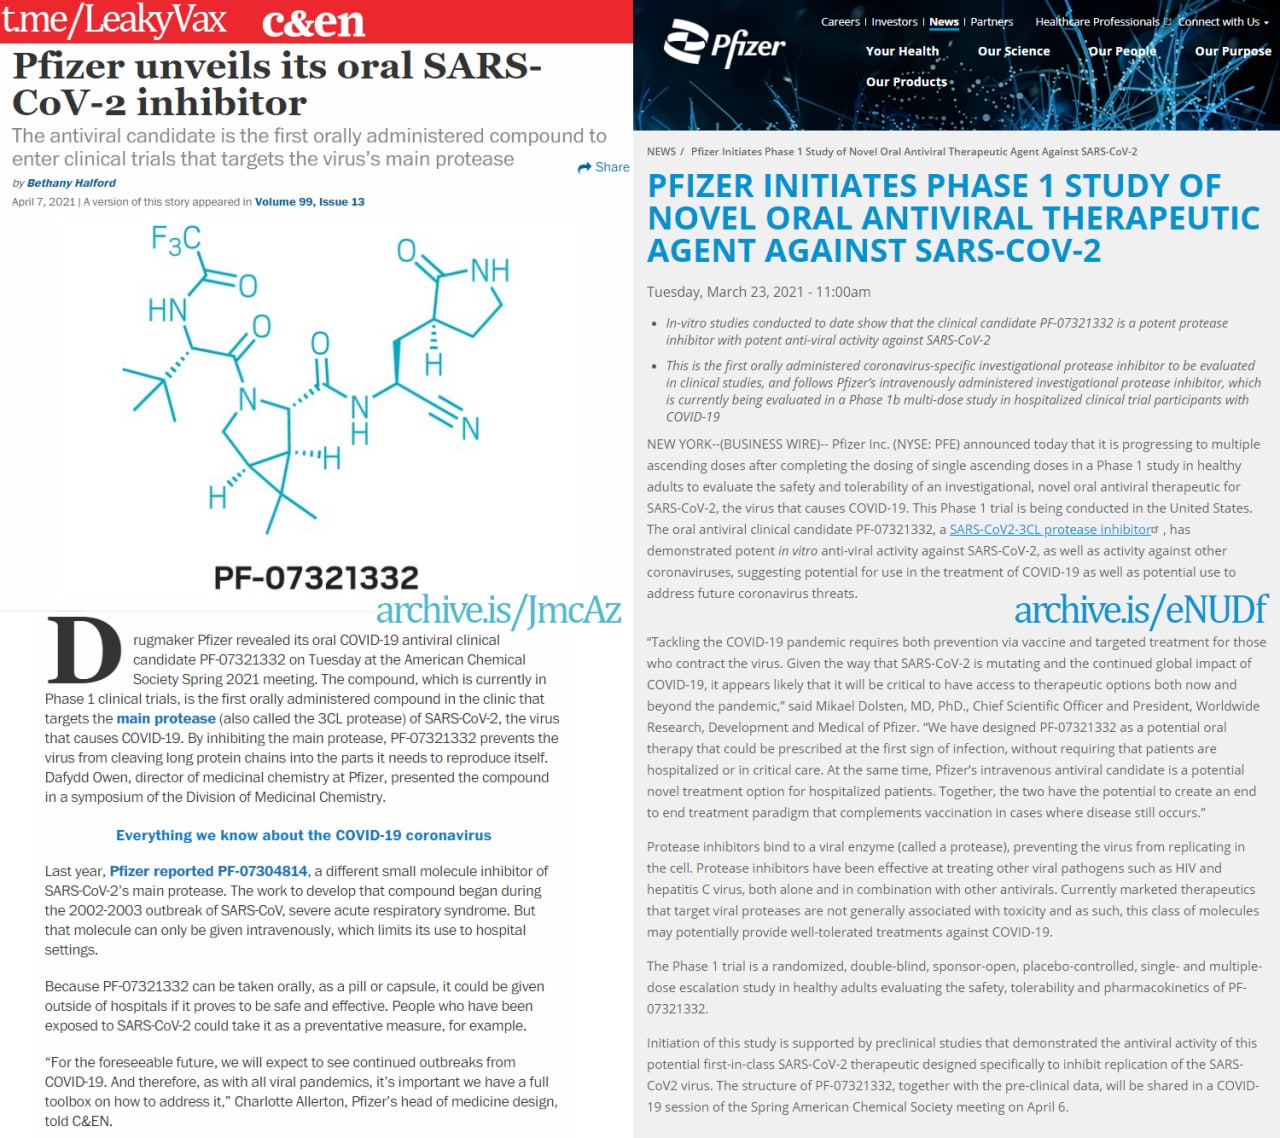 t.me/LeakyVax
c&en
Pfizer unveils its oral SARS-
CoV-2 inhibitor
The antiviral candidate is the first orally administered compound to
enter clinical trials that targets the virus's main protease
Share
by Bethany Halford
April 7, 2021 | A version of this story appeared in Volume 99, Issue 13
F3C
O
HN
O
O
O
NH
H
N
N
H
N
H
H
PF-07321332
archive.is/JmcAz
Drugmaker Pfizer revealed its oral COVID-19 antiviral clinical
candidate PF-07321332 on Tuesday at the American Chemical
Society Spring 2021 meeting. The compound, which is currently in
Phase 1 clinical trials, is the first orally administered compound in the clinic that
targets the main protease (also called the 3CL protease) of SARS-CoV-2, the virus
that causes COVID-19. By inhibiting the main protease, PF-07321332 prevents the
virus from cleaving long protein chains into the parts it needs to reproduce itself.
Dafydd Owen, director of medicinal chemistry at Pfizer, presented the compound
in a symposium of the Division of Medicinal Chemistry.
Everything we know about the COVID-19 coronavirus
Last year, Pfizer reported PF-07304814, a different small molecule inhibitor of
SARS-CoV-2's main protease. The work to develop that compound began during
the 2002-2003 outbreak of SARS-CoV, severe acute respiratory syndrome. But
that molecule can only be given intravenously, which limits its use to hospital
settings.
Because PF-07321332 can be taken orally, as a pill or capsule, it could be given
outside of hospitals if it proves to be safe and effective. People who have been
exposed to SARS-CoV-2 could take it as a preventative measure, for example.
“For the foreseeable future, we will expect to see continued outbreaks from
COVID-19. And therefore, as with all viral pandemics, it's important we have a full
toolbox on how to address it,” Charlotte Allerton, Pfizer's head of medicine design,
told C&EN.
Pfizer
Careers | Investors | News | Partners Healthcare Professionals Connect with Us
Your Health Our Science Our People Our Purpose
Our Products
NEWS / Pfizer Initiates Phase 1 Study of Novel Oral Antiviral Therapeutic Agent Against SARS-CoV-2
PFIZER INITIATES PHASE 1 STUDY OF
NOVEL ORAL ANTIVIRAL THERAPEUTIC
AGENT AGAINST SARS-COV-2
Tuesday, March 23, 2021 - 11:00am
• In-vitro studies conducted to date show that the clinical candidate PF-07321332 is a potent protease
inhibitor with potent anti-viral activity against SARS-CoV-2
• This is the first orally administered coronavirus-specific investigational protease inhibitor to be evaluated
in clinical studies, and follows Pfizer's intravenously administered investigational protease inhibitor, which
is currently being evaluated in a Phase 1b multi-dose study in hospitalized clinical trial participants with
COVID-19
NEW YORK--(BUSINESS WIRE)-- Pfizer Inc. (NYSE: PFE) announced today that it is progressing to multiple
ascending doses after completing the dosing of single ascending doses in a Phase 1 study in healthy
adults to evaluate the safety and tolerability of an investigational, novel oral antiviral therapeutic for
SARS-CoV-2, the virus that causes COVID-19. This Phase 1 trial is being conducted in the United States.
The oral antiviral clinical candidate PF-07321332, a SARS-CoV2-3CL protease inhibitor , has
demonstrated potent in vitro anti-viral activity against SARS-CoV-2, as well as activity against other
coronaviruses, suggesting potential for use in the treatment of COVID-19 as well as potential use to
address future coronavirus threats.
archive.is/eNUDf
“Tackling the COVID-19 pandemic requires both prevention via vaccine and targeted treatment for those
who contract the virus. Given the way that SARS-CoV-2 is mutating and the continued global impact of
COVID-19, it appears likely that it will be critical to have access to therapeutic options both now and
beyond the pandemic,” said Mikael Dolsten, MD, PhD., Chief Scientific Officer and President, Worldwide
Research, Development and Medical of Pfizer. “We have designed PF-07321332 as a potential oral
therapy that could be prescribed at the first sign of infection, without requiring that patients are
hospitalized or in critical care. At the same time, Pfizer's intravenous antiviral candidate is a potential
novel treatment option for hospitalized patients. Together, the two have the potential to create an end
to end treatment paradigm that complements vaccination in cases where disease still occurs.”
Protease inhibitors bind to a viral enzyme (called a protease), preventing the virus from replicating in
the cell. Protease inhibitors have been effective at treating other viral pathogens such as HIV and
hepatitis C virus, both alone and in combination with other antivirals. Currently marketed therapeutics
that target viral proteases are not generally associated with toxicity and as such, this class of molecules
may potentially provide well-tolerated treatments against COVID-19.
The Phase 1 trial is a randomized, double-blind, sponsor-open, placebo-controlled, single- and multiple-
dose escalation study in healthy adults evaluating the safety, tolerability and pharmacokinetics of PF-
07321332.
Initiation of this study is supported by preclinical studies that demonstrated the antiviral activity of this
potential first-in-class SARS-CoV-2 therapeutic designed specifically to inhibit replication of the SARS-
CoV2 virus. The structure of PF-07321332, together with the pre-clinical data, will be shared in a COVID-
19 session of the Spring American Chemical Society meeting on April 6.